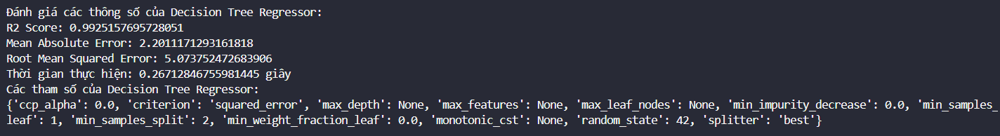 Đánh giá các thông số của Decision Tree Regressor:
R2 Score: 0.9925157695728051
Mean Absolute Error: 2.2011171293161818
Root Mean Squared Error: 5.073752472683906
Thời gian thực hiện: 0.26712846755981445 giây
Các tham số của Decision Tree Regressor:
{'ccp_alpha': 0.0, 'criterion': 'squared_error', 'max_depth': None, 'max_features': None, 'max_leaf_nodes': None, 'min_impurity_decrease': 0.0, 'min_samples_
leaf': 1, 'min_samples_split': 2, 'min_weight_fraction_leaf': 0.0, 'monotonic_cst': None, 'random_state': 42, 'splitter': 'best'}